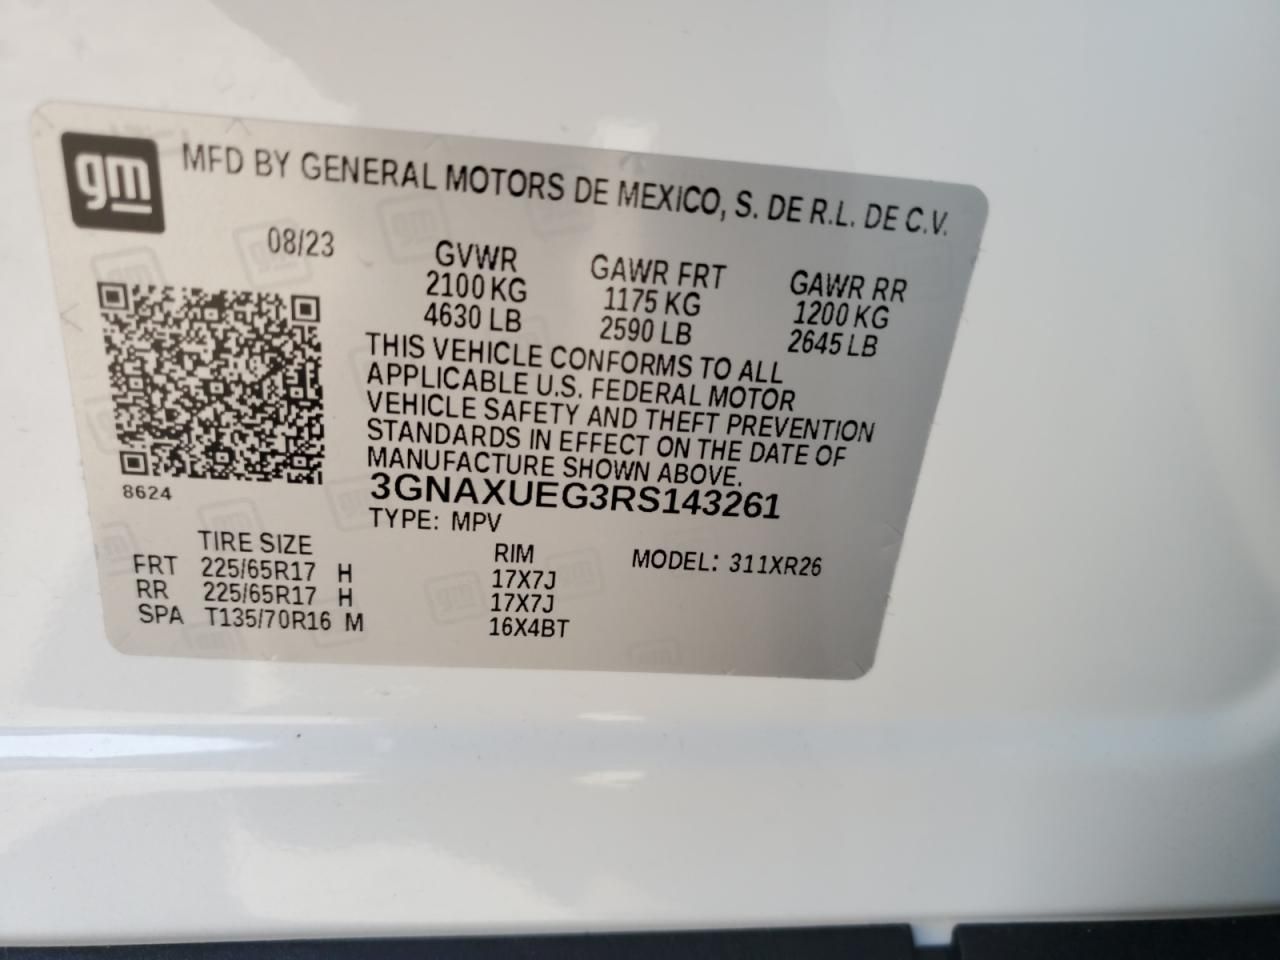 gm
MFD BY GENERAL MOTORS DE MEXICO, S. DE R.L. DE C.V.
08/23
GVWR GAWR FRT GAWR RR
2100 KG 1175 KG 1200 KG
4630 LB 2590 LB 2645 LB
THIS VEHICLE CONFORMS TO ALL
APPLICABLE U.S. FEDERAL MOTOR
VEHICLE SAFETY AND THEFT PREVENTION
STANDARDS IN EFFECT ON THE DATE OF
MANUFACTURE SHOWN ABOVE.
8624
3GNAXUEG3RS143261
TYPE: MPV
TIRE SIZE RIM MODEL: 311XR26
FRT 225/65R17 H 17X7J
RR 225/65R17 H 17X7J
SPA T135/70R16 M 16X4BT